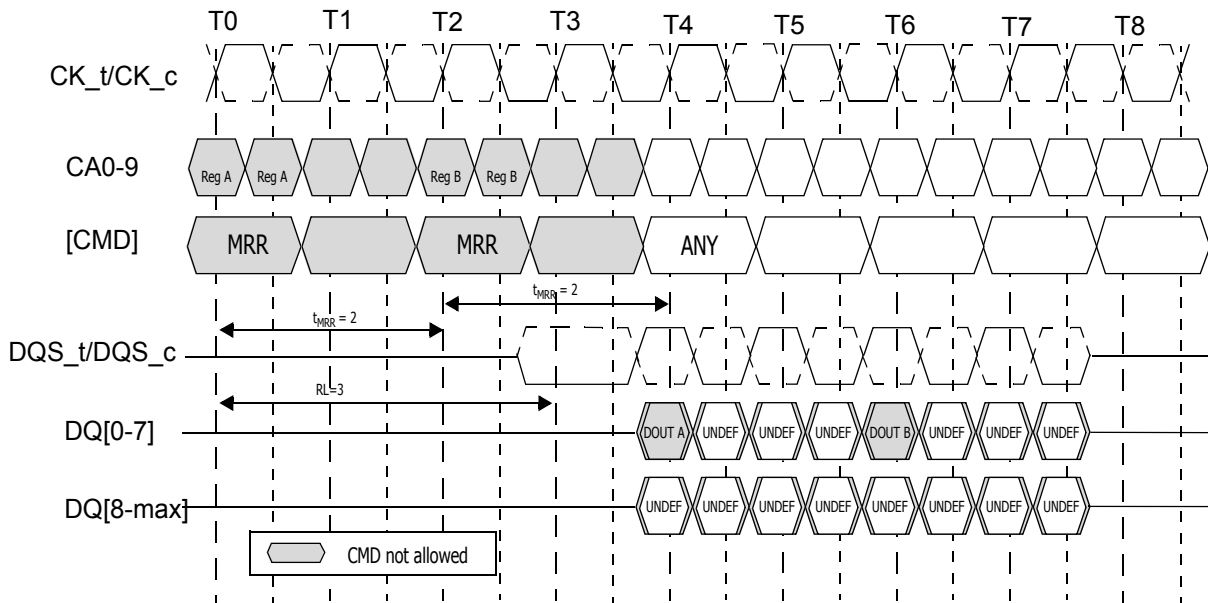 T0 T1 T2 T3 T4 T5 T6 T7 T8
CK_t/CK_c
CA0-9
Reg A Reg A Reg B Reg B
[CMD]
MRR MRR ANY
tMRR = 2
tMRR = 2
DQS_t/DQS_c
RL=3
DQ[0-7]
DOUT A UNDEF UNDEF UNDEF DOUT B UNDEF UNDEF UNDEF
DQ[8-max]
UNDEF UNDEF UNDEF UNDEF UNDEF UNDEF UNDEF UNDEF
CMD not allowed